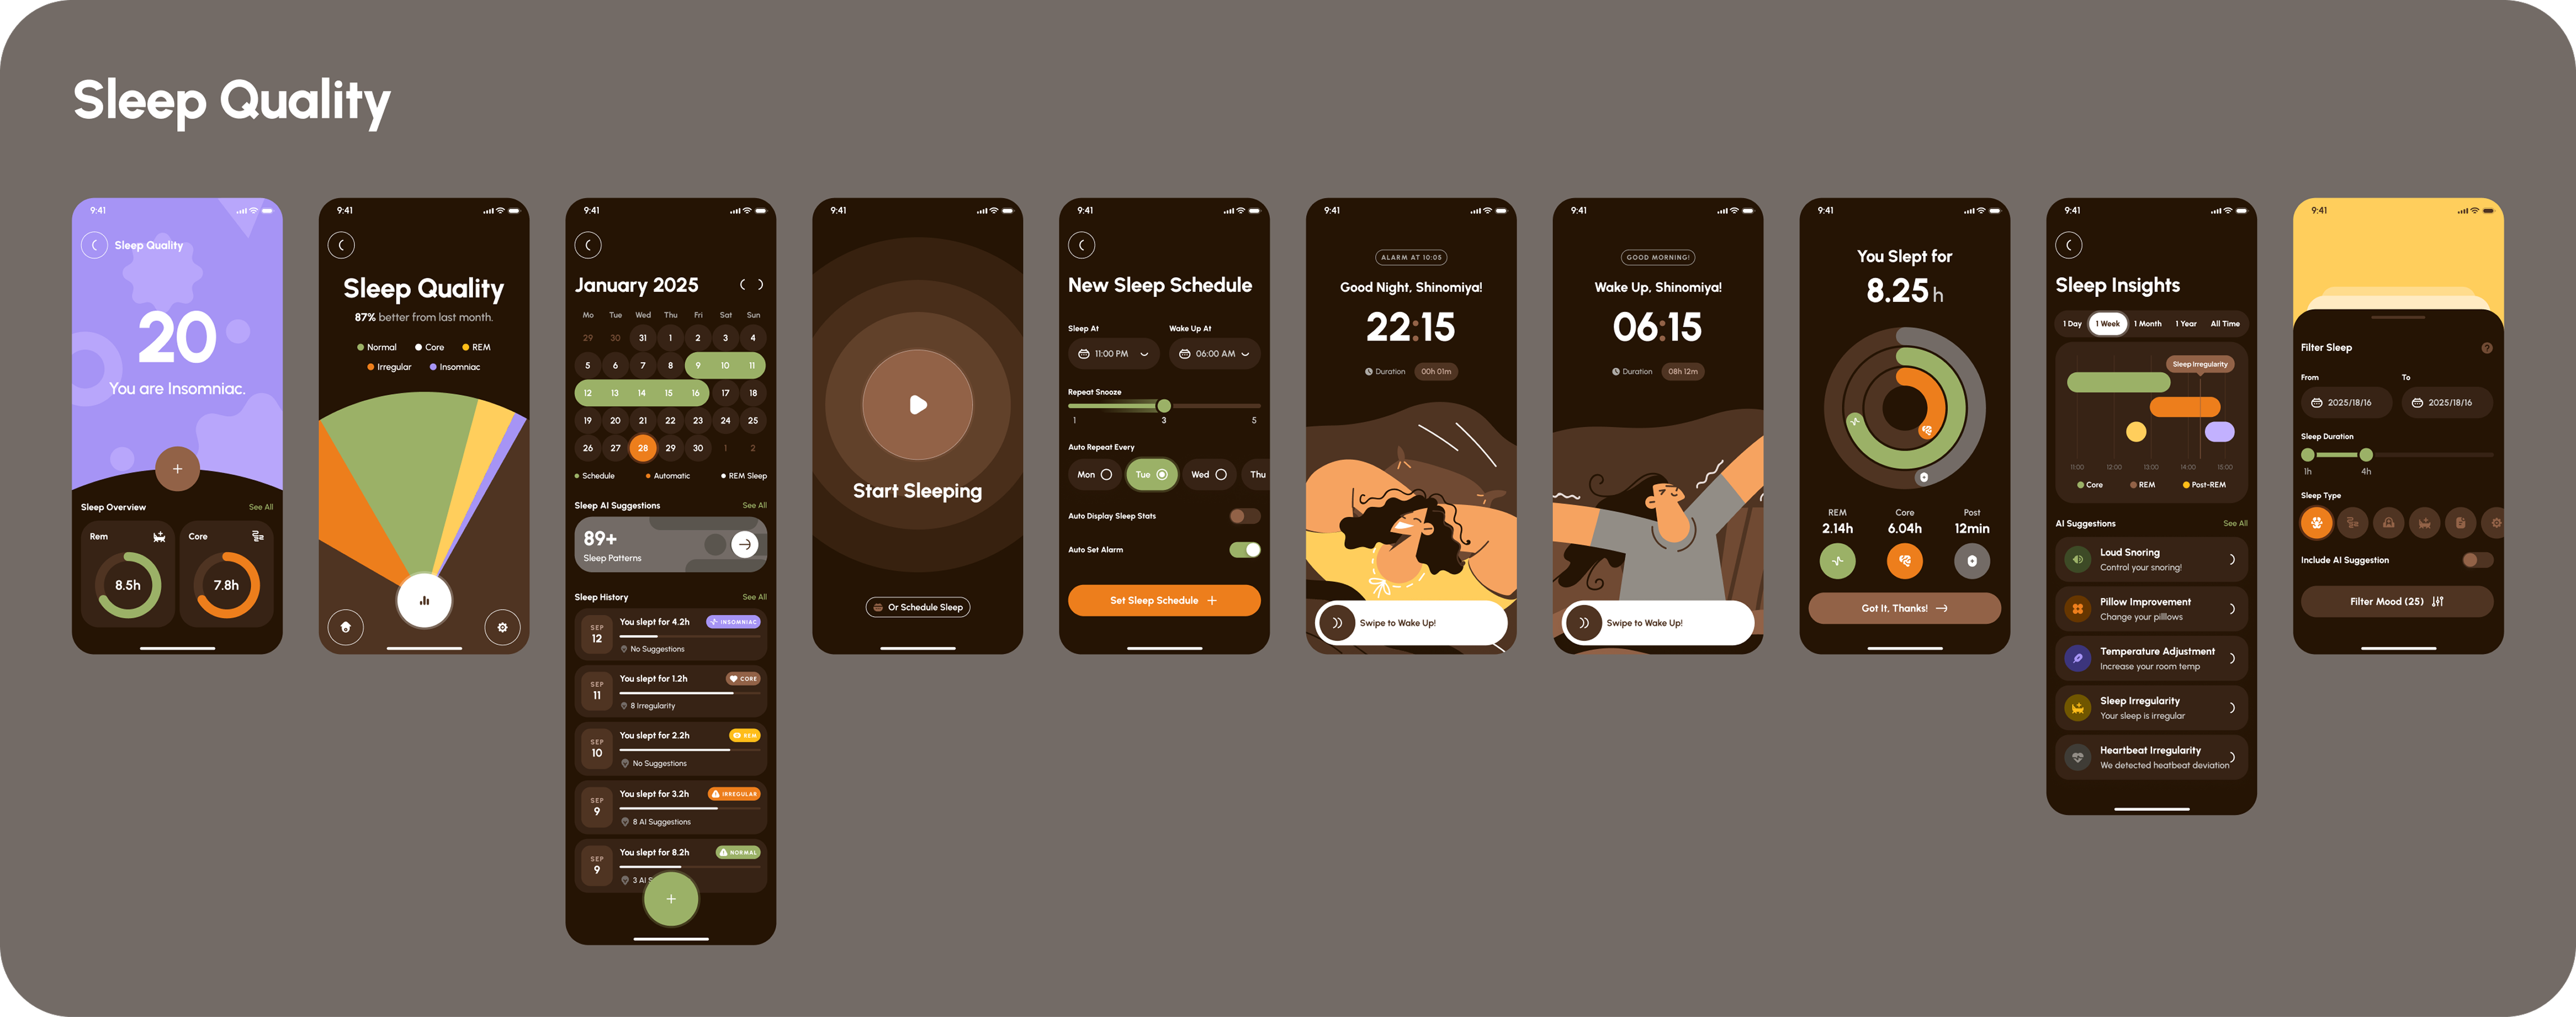 Sleep Quality
9:41
Sleep Quality
20
You are Insomniac.
+
Sleep Overview See All
Rem Core
8.5h 7.8h
9:41
Sleep Quality
87% better from last month.
Normal Core REM
Irregular Insomniac
9:41
January 2025
Mo Tue Wed Thu Fri Sat Sun
29 30 31 1 2 3 4
5 6 7 8 9 10 11
12 13 14 15 16 17 18
19 20 21 22 23 24 25
26 27 28 29 30 1 2
Schedule Automatic REM Sleep
Sleep AI Suggestions See All
89+
Sleep Patterns
Sleep History See All
SEP 12
You slept for 4.2h INSOMNIAC
No Suggestions
SEP 11
You slept for 1.2h CORE
8 Irregularity
SEP 10
You slept for 2.2h REM
No Suggestions
SEP 9
You slept for 3.2h IRREGULAR
8 AI Suggestions
SEP 9
You slept for 8.2h NORMAL
3 AI S
+
9:41
Start Sleeping
Or Schedule Sleep
9:41
New Sleep Schedule
Sleep At Wake Up At
11:00 PM 06:00 AM
Repeat Snooze
1 3 5
Auto Repeat Every
Mon Tue Wed Thu
Auto Display Sleep Stats
Auto Set Alarm
Set Sleep Schedule +
9:41
ALARM AT 10:05
Good Night, Shinomiya!
22:15
Duration 00h 01m
Swipe to Wake Up!
9:41
GOOD MORNING!
Wake Up, Shinomiya!
06:15
Duration 08h 12m
Swipe to Wake Up!
9:41
You Slept for
8.25 h
REM Core Post
2.14h 6.04h 12min
Got It, Thanks!
9:41
Sleep Insights
1 Day 1 Week 1 Month 1 Year All Time
Sleep Irregularity
11:00 12:00 13:00 14:00 15:00
Core REM Post-REM
AI Suggestions See All
Loud Snoring
Control your snoring!
Pillow Improvement
Change your pilllows
Temperature Adjustment
Increase your room temp
Sleep Irregularity
Your sleep is irregular
Heartbeat Irregularity
We detected heatbeat deviation
9:41
Filter Sleep ?
From To
2025/18/16 2025/18/16
Sleep Duration
1h 4h
Sleep Type
Include AI Suggestion
Filter Mood (25)